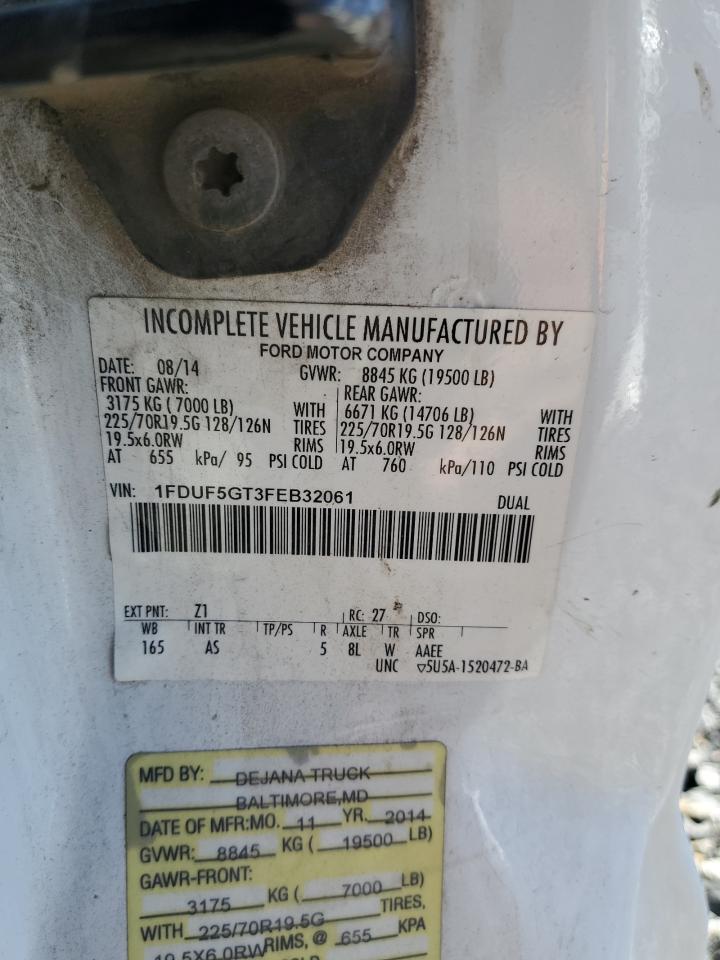 INCOMPLETE VEHICLE MANUFACTURED BY
FORD MOTOR COMPANY
DATE: 08/14 GVWR: 8845 KG (19500 LB)
FRONT GAWR: REAR GAWR:
3175 KG ( 7000 LB) WITH 6671 KG (14706 LB) WITH
225/70R19.5G 128/126N TIRES 225/70R19.5G 128/126N TIRES
19.5x6.0RW RIMS 19.5x6.0RW RIMS
AT 655 kPa/ 95 PSI COLD AT 760 kPa/110 PSI COLD
VIN: 1FDUF5GT3FEB32061 DUAL
EXT PNT: Z1 RC: 27 DSO:
WB INT TR TP/PS R AXLE TR SPR
165 AS 5 8L W AAEE
UNC ▽5U5A-1520472-BA
MFD BY: DEJANA TRUCK
BALTIMORE,MD
DATE OF MFR:MO. 11 YR. 2014
GVWR: 8845 KG ( 19500 LB)
GAWR-FRONT:
3175 KG ( 7000 LB)
WITH 225/70R19.5G TIRES,
19.5X6.0RW RIMS, @ 655 KPA